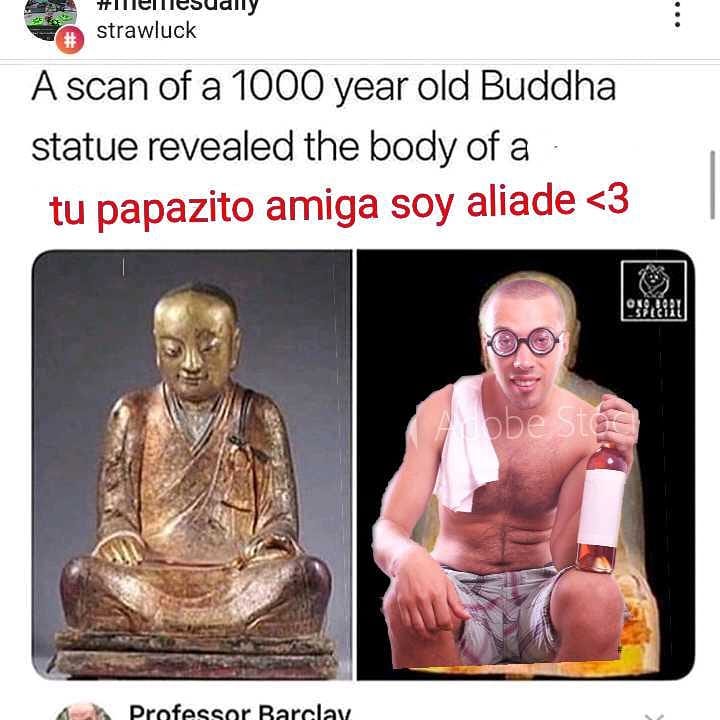 #memesdaily
strawluck
A scan of a 1000 year old Buddha
statue revealed the body of a
tu papazito amiga soy aliade <3
@NO.BODY
_SPECIAL
Adobe Stock
Professor Barclay